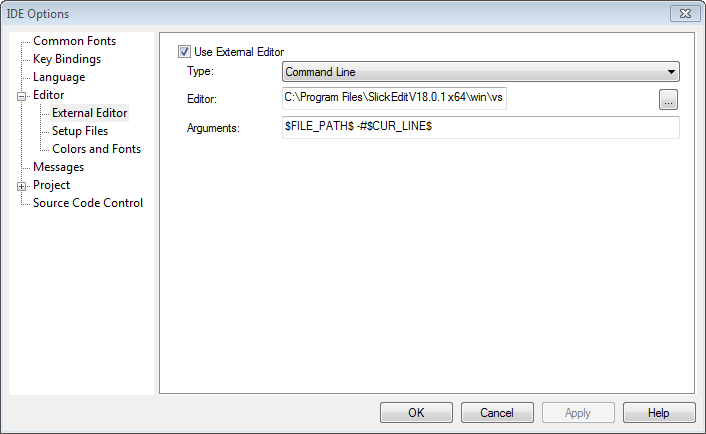 IDE Options
Common Fonts
Key Bindings
Language
Editor
External Editor
Setup Files
Colors and Fonts
Messages
Project
Source Code Control
Use External Editor
Type: Command Line
Editor: C:\Program Files\SlickEditV18.0.1 x64\win\vs ...
Arguments: $FILE_PATH$ -#$CUR_LINE$
OK Cancel Apply Help